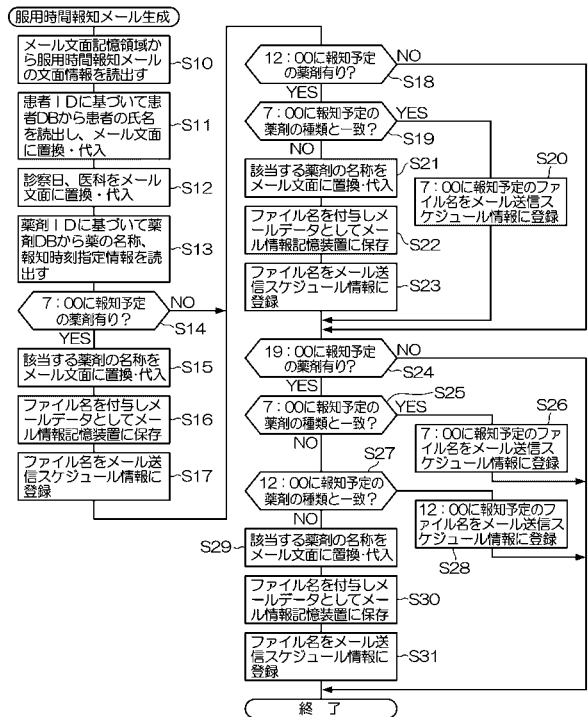 服用時間報知メール生成
メール文面記憶領域か
ら服用時間報知メール
の文面情報を読出す
S10
患者IDに基づいて患
者DBから患者の氏名
を読出し、メール文面
に置換・代入
S11
診察日、医科をメール
文面に置換・代入
S12
薬剤IDに基づいて薬
剤DBから薬の名称、
報知時刻指定情報を読
出す
S13
7:00に報知予定
の薬剤有り?
NO
S14
YES
該当する薬剤の名称を
メール文面に置換・代入
S15
ファイル名を付与しメ
ールデータとしてメー
ル情報記憶装置に保存
S16
ファイル名をメール送
信スケジュール情報に
登録
S17
12:00に報知予定
の薬剤有り?
NO
S18
YES
7:00に報知予定の
薬剤の種類と一致?
YES
S19
NO
S20
7:00に報知予定のファ
イル名をメール送信ス
ケジュール情報に登録
該当する薬剤の名称を
メール文面に置換・代入
S21
ファイル名を付与しメ
ールデータとしてメー
ル情報記憶装置に保存
S22
ファイル名をメール送
信スケジュール情報に
登録
S23
19:00に報知予定
の薬剤有り?
NO
S24
YES
S25
7:00に報知予定の
薬剤の種類と一致?
YES
NO
S26
7:00に報知予定のファ
イル名をメール送信ス
ケジュール情報に登録
S27
12:00に報知予定の
薬剤の種類と一致?
YES
NO
12:00に報知予定の
ファイル名をメール送信ス
ケジュール情報に登録
S28
S29
該当する薬剤の名称を
メール文面に置換・代入
ファイル名を付与しメ
ールデータとしてメー
ル情報記憶装置に保存
S30
ファイル名をメール送
信スケジュール情報に
登録
S31
終 了